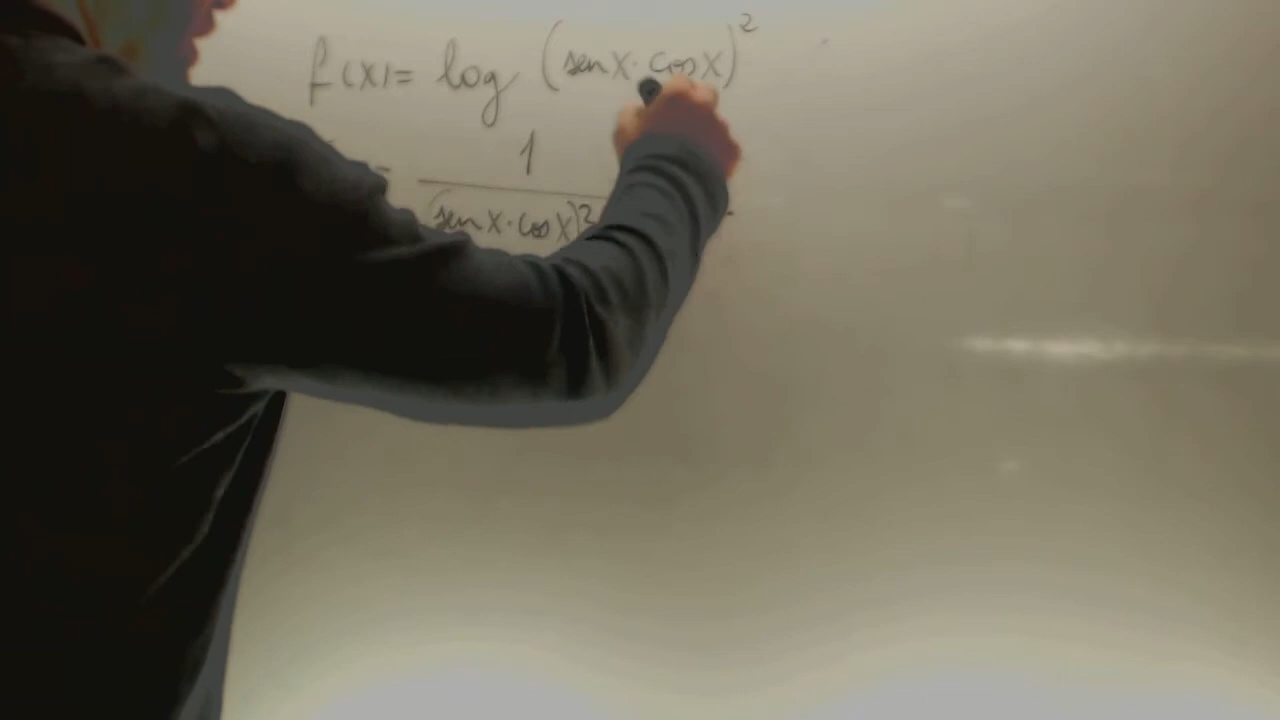 f(x)= log (sen x · cos x)²
= 1
(sen x · cos x)²